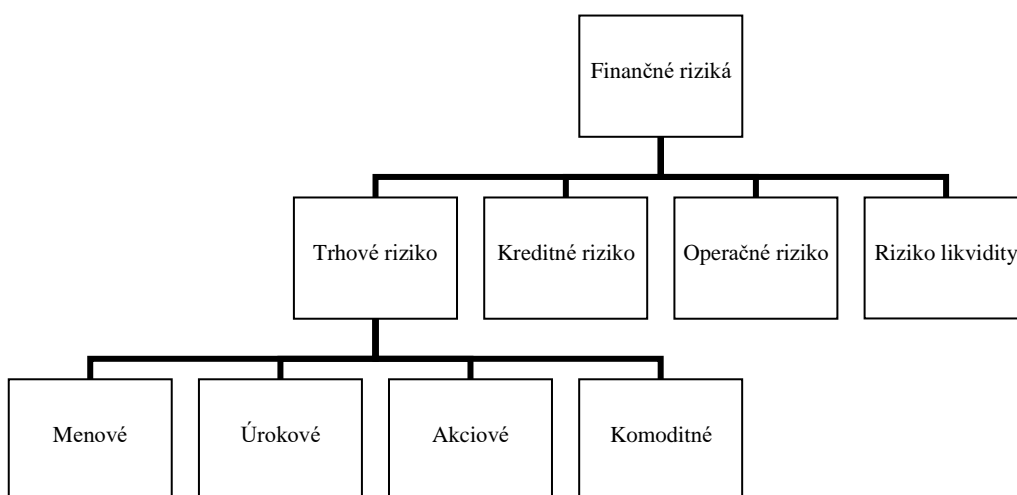 Finančné riziká
Trhové riziko
Kreditné riziko
Operačné riziko
Riziko likvidity
Menové
Úrokové
Akciové
Komoditné